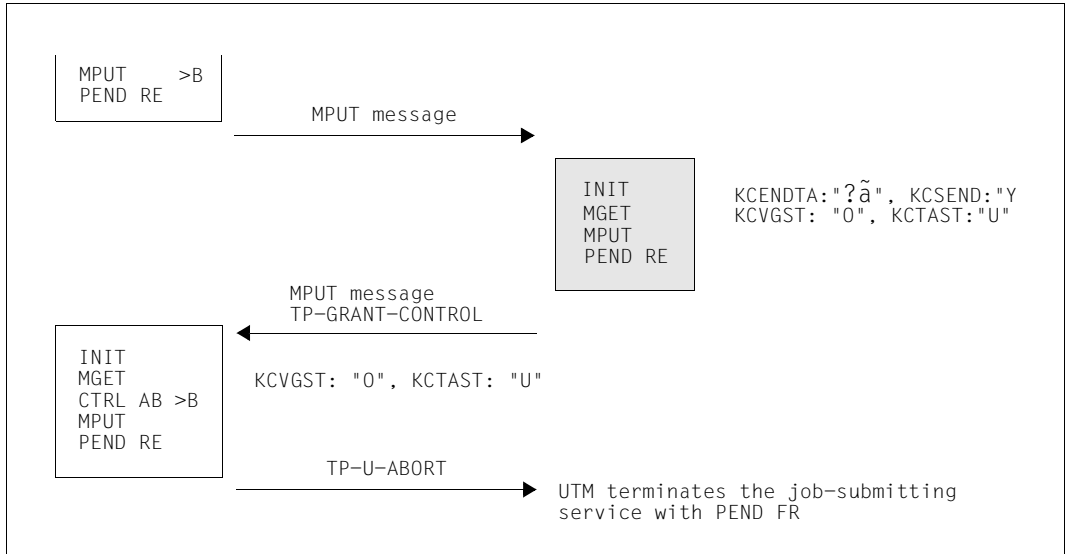 MPUT >B
PEND RE
MPUT message
INIT
MGET
MPUT
PEND RE
KCENDTA:"?ã", KCSEND:"Y
KCVGST: "O", KCTAST:"U"
MPUT message
TP-GRANT-CONTROL
INIT
MGET
CTRL AB >B
MPUT
PEND RE
KCVGST: "O", KCTAST: "U"
TP-U-ABORT
UTM terminates the job-submitting
service with PEND FR